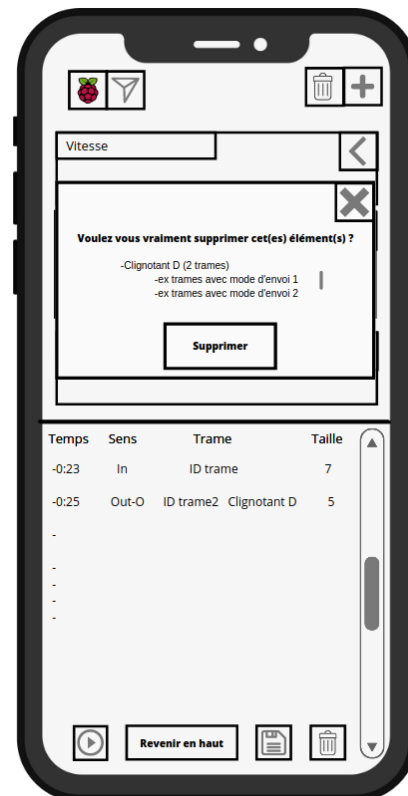 Vitesse
Voulez vous vraiment supprimer cet(es) élément(s) ?
-Clignotant D (2 trames)
-ex trames avec mode d'envoi 1
-ex trames avec mode d'envoi 2
Supprimer
Temps Sens Trame Taille
-0:23 In ID trame 7
-0:25 Out-O ID trame2 Clignotant D 5
-
-
-
-
-
Revenir en haut